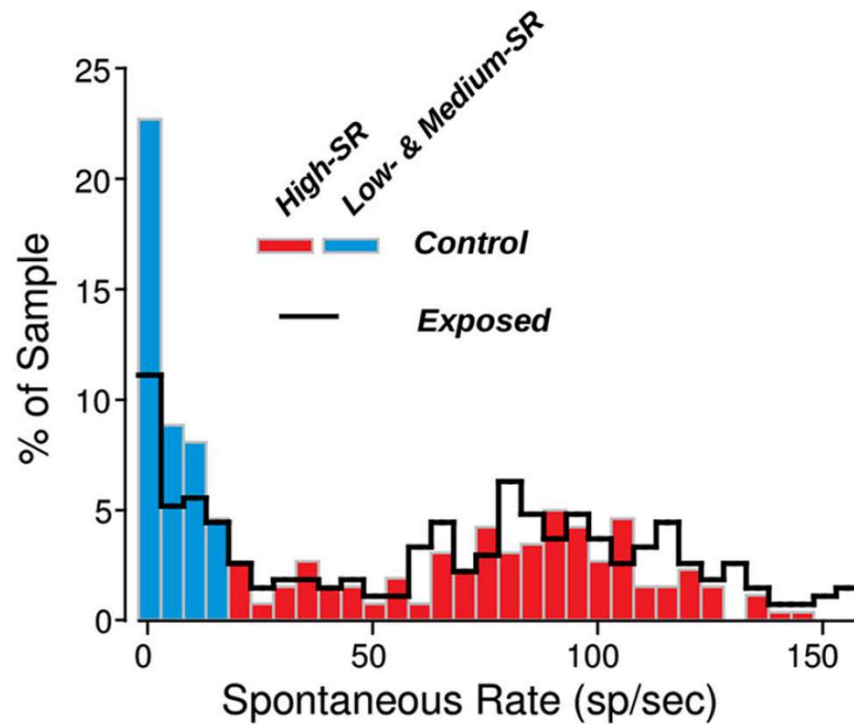 25
20
15
10
5
0
% of Sample
High-SR
Low- & Medium-SR
Control
Exposed
0
50
100
150
Spontaneous Rate (sp/sec)